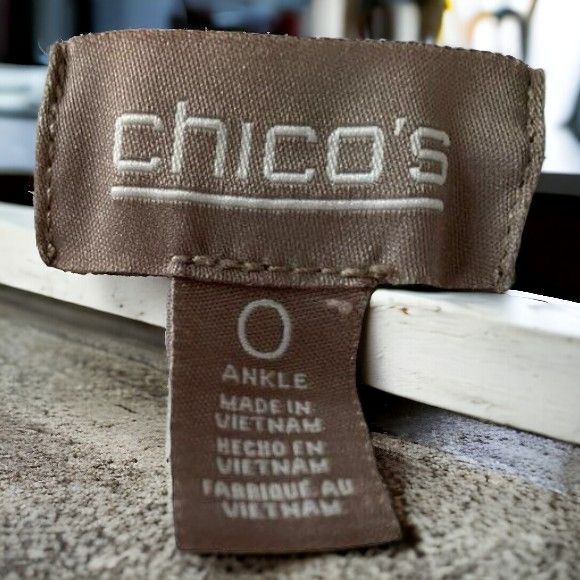 chico's
0
ANKLE
MADE IN
VIETNAM
HECHO EN
VIETNAM
FABRIQUÉ AU
VIETNAM